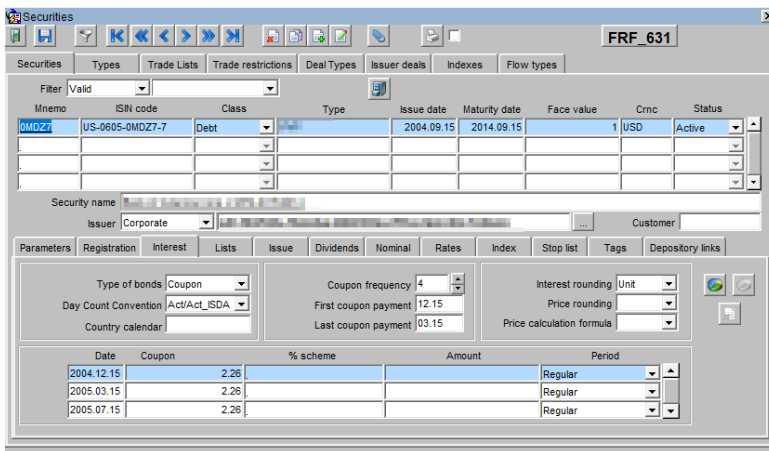 Securities
FRF_631
Securities Types Trade Lists Trade restrictions Deal Types Issuer deals Indexes Flow types
Filter Valid
Mnemo ISIN code Class Type Issue date Maturity date Face value Crnc Status
0MDZ7 US-0605-0MDZ7-7 Debt 2004.09.15 2014.09.15 1 USD Active
Security name
Issuer Corporate ... Customer
Parameters Registration Interest Lists Issue Dividends Nominal Rates Index Stop list Tags Depository links
Type of bonds Coupon Coupon frequency 4 Interest rounding Unit
Day Count Convention Act/Act_ISDA First coupon payment 12.15 Price rounding
Country calendar Last coupon payment 03.15 Price calculation formula
Date Coupon % scheme Amount Period
2004.12.15 2.26 Regular
2005.03.15 2.26 Regular
2005.07.15 2.26 Regular